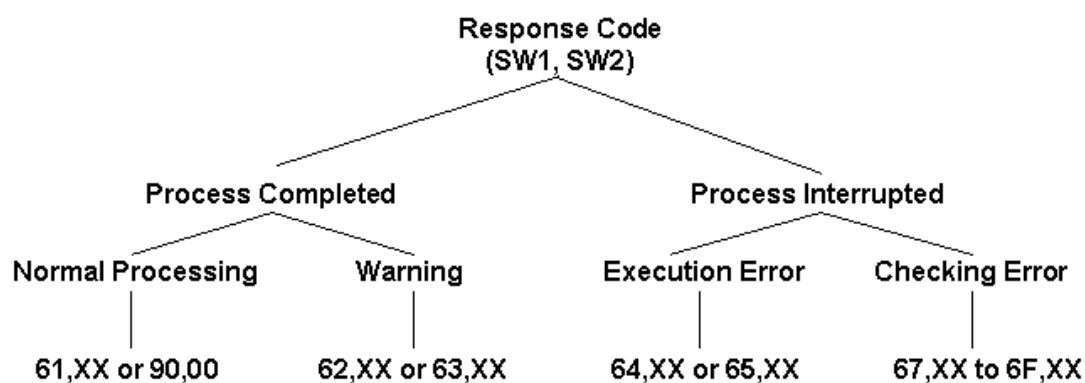 Response Code
(SW1, SW2)
Process Completed
Process Interrupted
Normal Processing
Warning
Execution Error
Checking Error
61,XX or 90,00
62,XX or 63,XX
64,XX or 65,XX
67,XX to 6F,XX